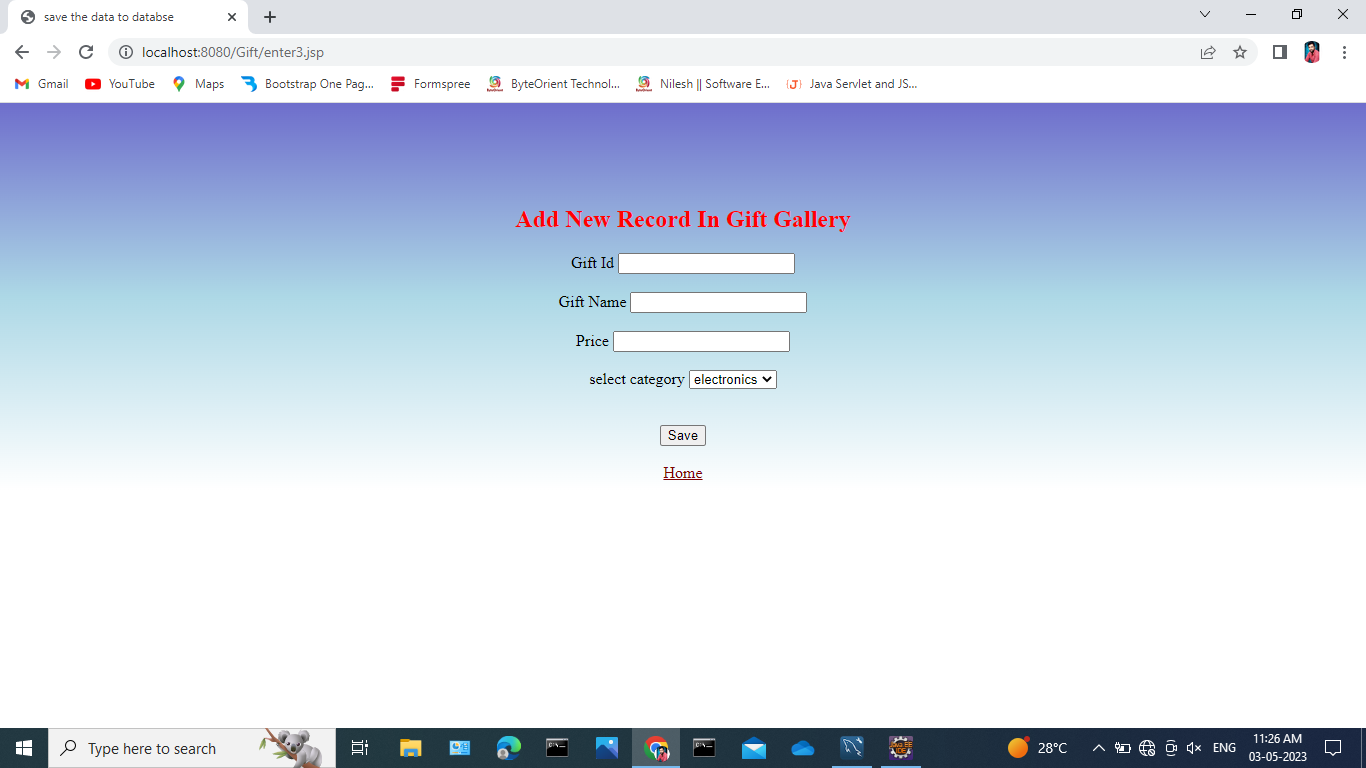 save the data to databse
localhost:8080/Gift/enter3.jsp
Gmail YouTube Maps Bootstrap One Pag... Formspree ByteOrient Technol... Nilesh || Software E... Java Servlet and JS...
Add New Record In Gift Gallery
Gift Id
Gift Name
Price
select category electronics
Save
Home
Type here to search 28°C ENG 11:26 AM
03-05-2023